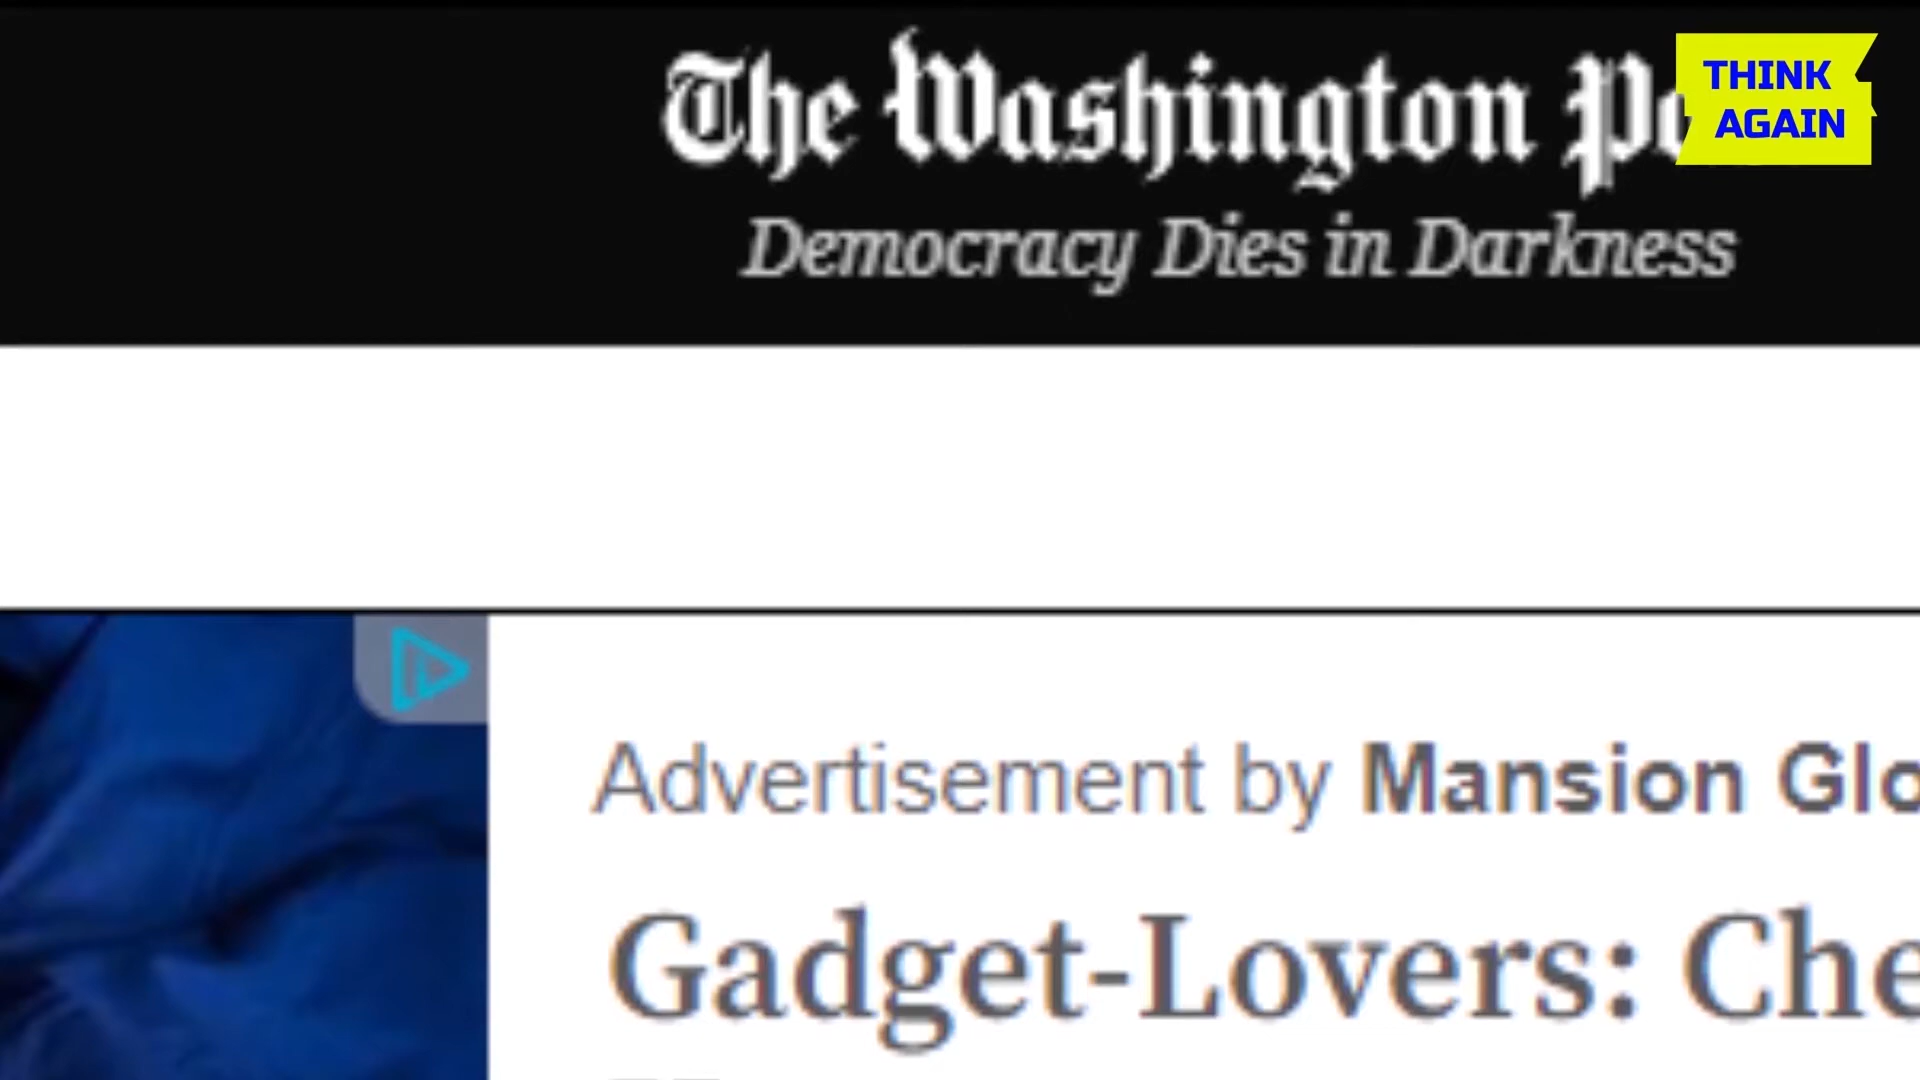 The Washington
THINK
AGAIN
Democracy Dies in Darkness
Advertisement by Mansion
Gadget-Lovers: